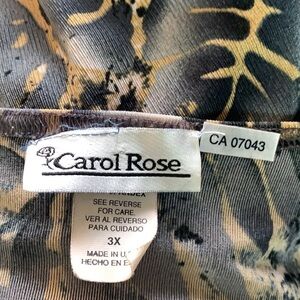 Carol Rose
CA 07043
SEE REVERSE
FOR CARE.
VER AL REVERSO
PARA CUIDADO
3X
MADE IN U.
HECHO EN E